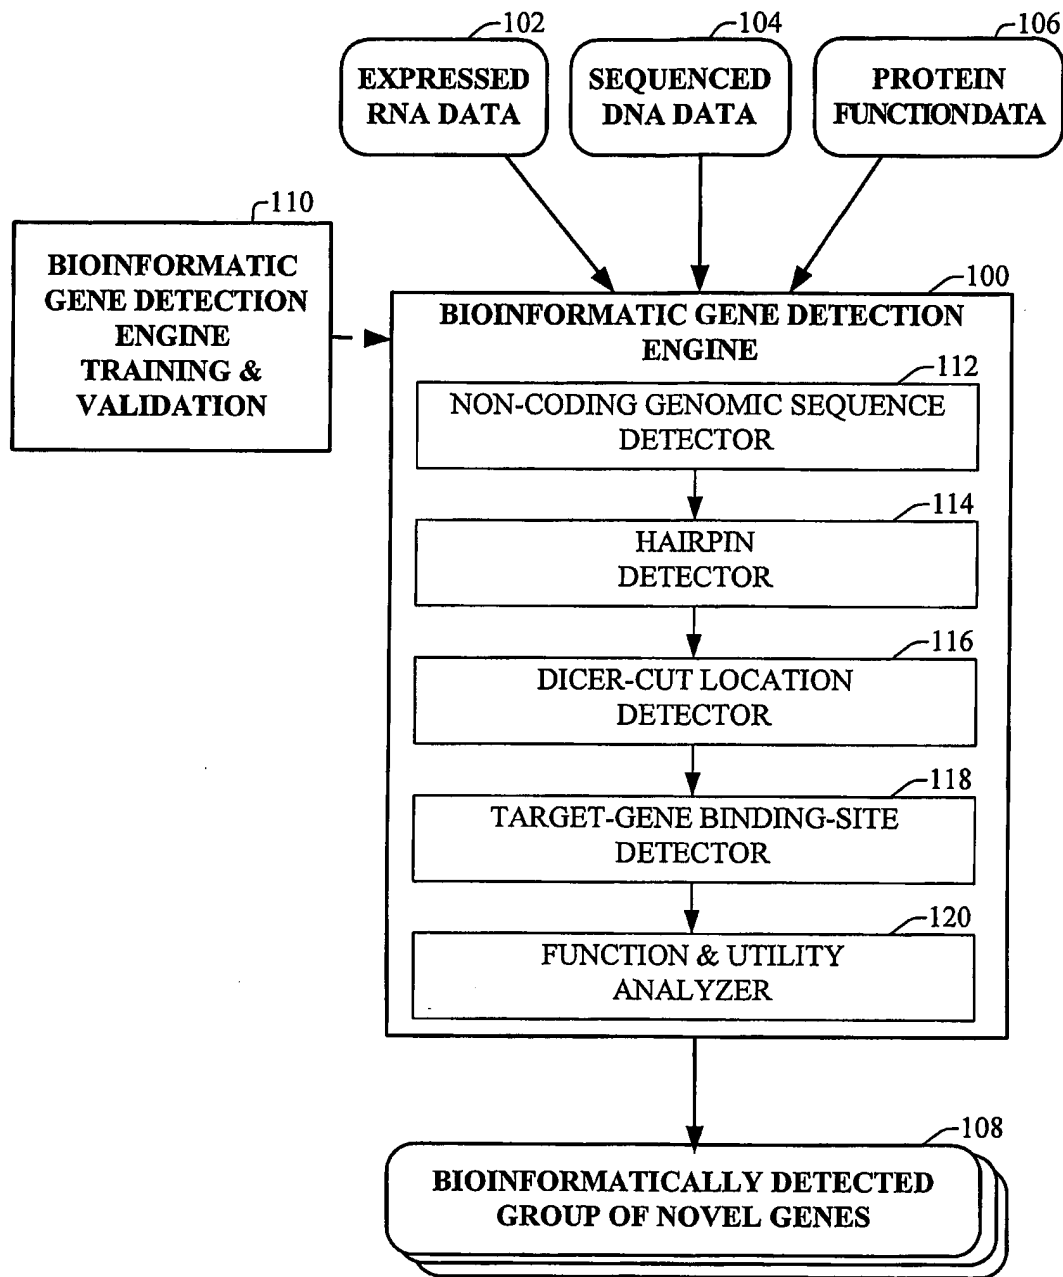 102
104
106
EXPRESSED
RNA DATA
SEQUENCED
DNA DATA
PROTEIN
FUNCTION DATA
110
BIOINFORMATIC
GENE DETECTION
ENGINE
TRAINING &
VALIDATION
100
BIOINFORMATIC GENE DETECTION
ENGINE
112
NON-CODING GENOMIC SEQUENCE
DETECTOR
114
HAIRPIN
DETECTOR
116
DICER-CUT LOCATION
DETECTOR
118
TARGET-GENE BINDING-SITE
DETECTOR
120
FUNCTION & UTILITY
ANALYZER
108
BIOINFORMATICALLY DETECTED
GROUP OF NOVEL GENES